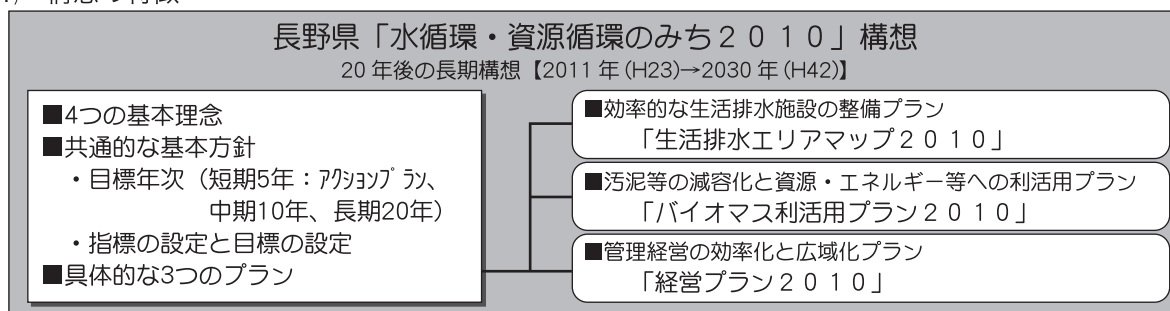 長野県「水循環・資源循環のみち2010」構想
20年後の長期構想【2011年(H23)→2030年(H42)】
■4つの基本理念
■共通的な基本方針
・目標年次（短期5年：ｱｸｼｮﾝﾌﾟﾗﾝ、
中期10年、長期20年）
・指標の設定と目標の設定
■具体的な3つのプラン
■効率的な生活排水施設の整備プラン
「生活排水エリアマップ2010」
■汚泥等の減容化と資源・エネルギー等への利活用プラン
「バイオマス利活用プラン2010」
■管理経営の効率化と広域化プラン
「経営プラン2010」